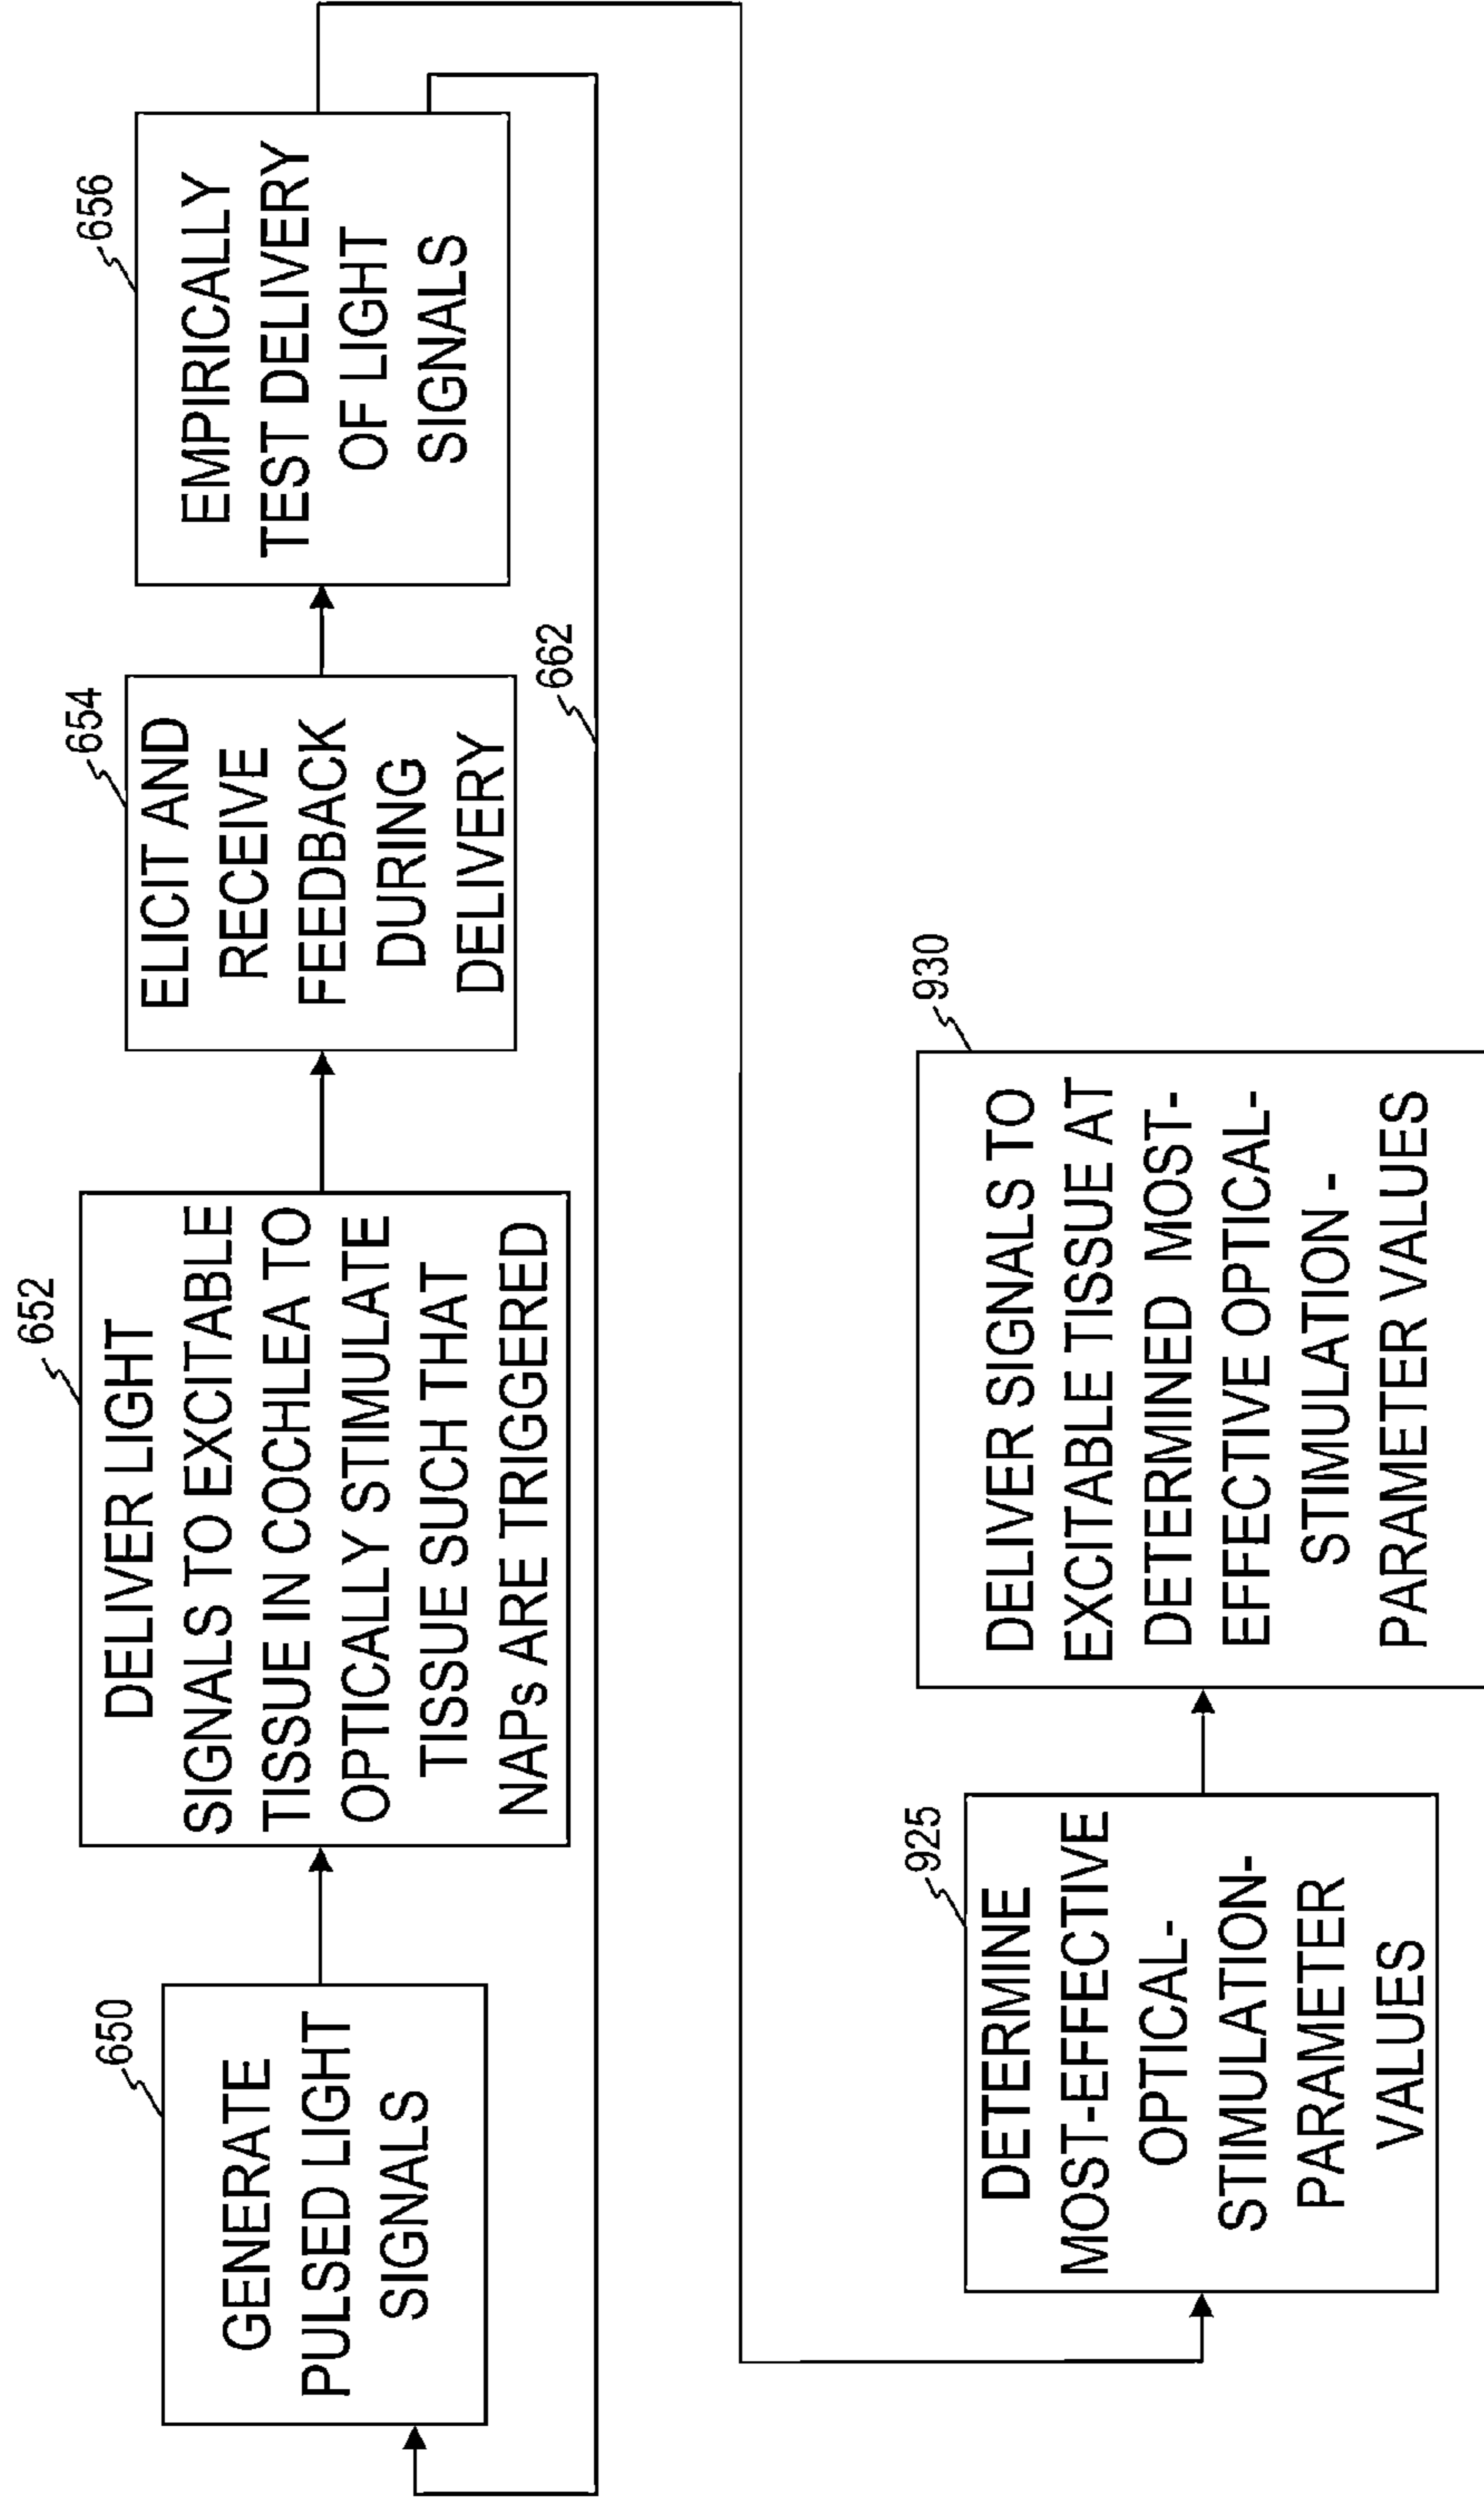 650
GENERATE
PULSED LIGHT
SIGNALS
652
DELIVER LIGHT
SIGNALS TO EXCITABLE
TISSUE IN COCHLEA TO
OPTICALLY STIMULATE
TISSUE SUCH THAT
NAPs ARE TRIGGERED
654
ELICIT AND
RECEIVE
FEEDBACK
DURING
DELIVERY
656
EMPIRICALLY
TEST DELIVERY
OF LIGHT
SIGNALS
662
925
DETERMINE
MOST-EFFECTIVE
OPTICAL-
STIMULATION-
PARAMETER
VALUES
930
DELIVER SIGNALS TO
EXCITABLE TISSUE AT
DETERMINED MOST-
EFFECTIVE OPTICAL-
STIMULATION -
PARAMETER VALUES